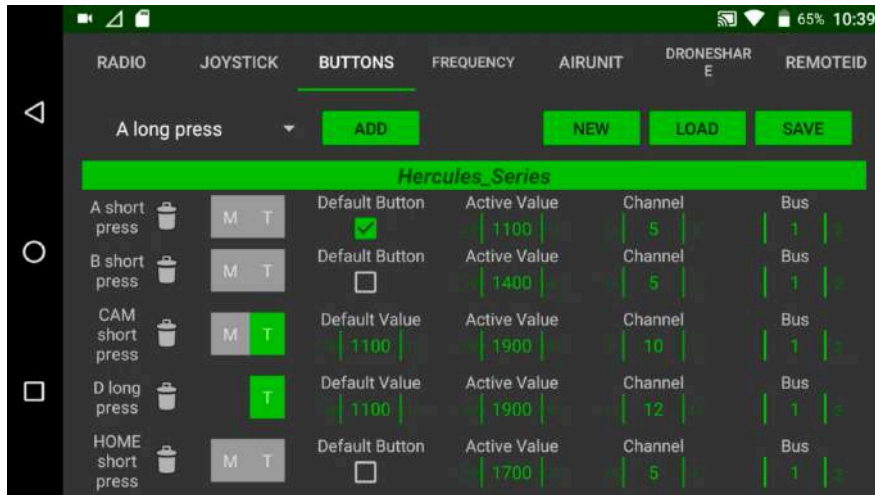 65% 10:39
RADIO JOYSTICK BUTTONS FREQUENCY AIRUNIT DRONESHAR
E REMOTEID
A long press ADD NEW LOAD SAVE
Hercules_Series
A short
press M T Default Button Active Value 1100 Channel 5 Bus 1
B short
press M T Default Button Active Value 1400 Channel 5 Bus 1
CAM
short
press M T Default Value 1100 Active Value 1900 Channel 10 Bus 1
D long
press T Default Value 1100 Active Value 1900 Channel 12 Bus 1
HOME
short
press M T Default Button Active Value 1700 Channel 5 Bus 1